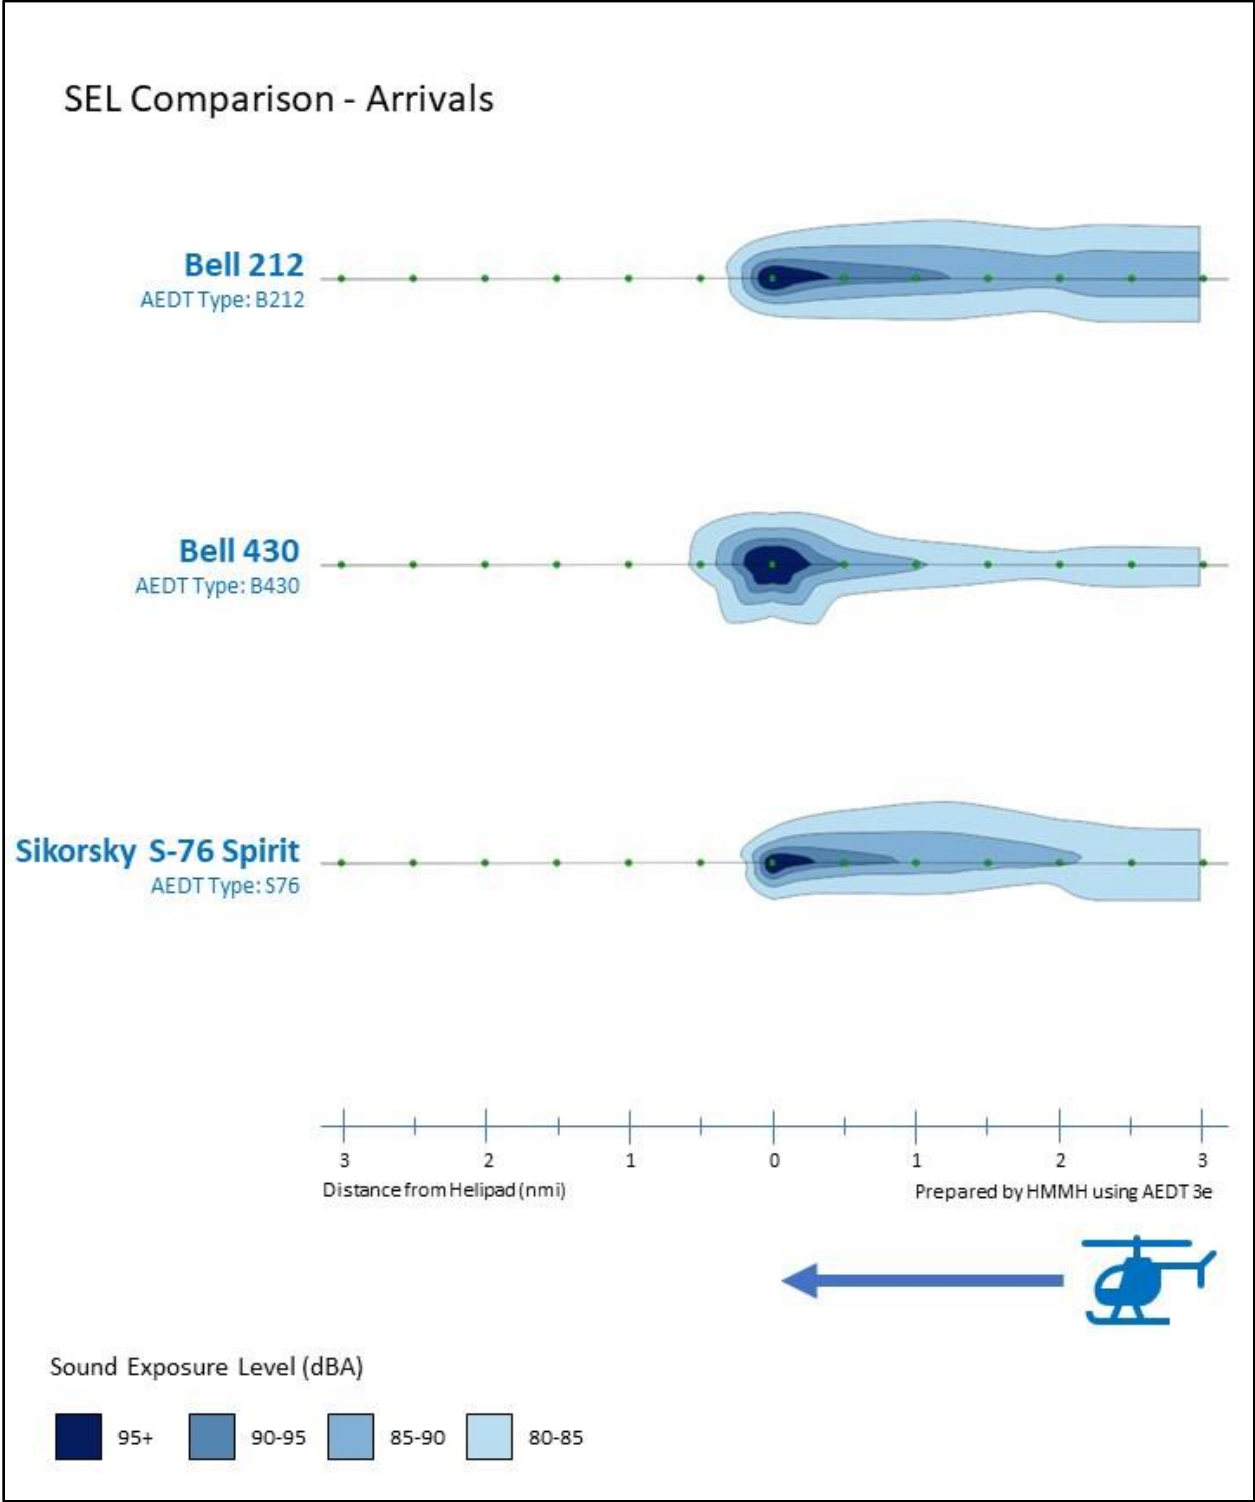 SEL Comparison - Arrivals
Bell 212
AEDT Type: B212
Bell 430
AEDT Type: B430
Sikorsky S-76 Spirit
AEDT Type: S76
3 2 1 0 1 2 3
Distance from Helipad (nmi) Prepared by HMMH using AEDT 3e
Sound Exposure Level (dBA)
95+ 90-95 85-90 80-85